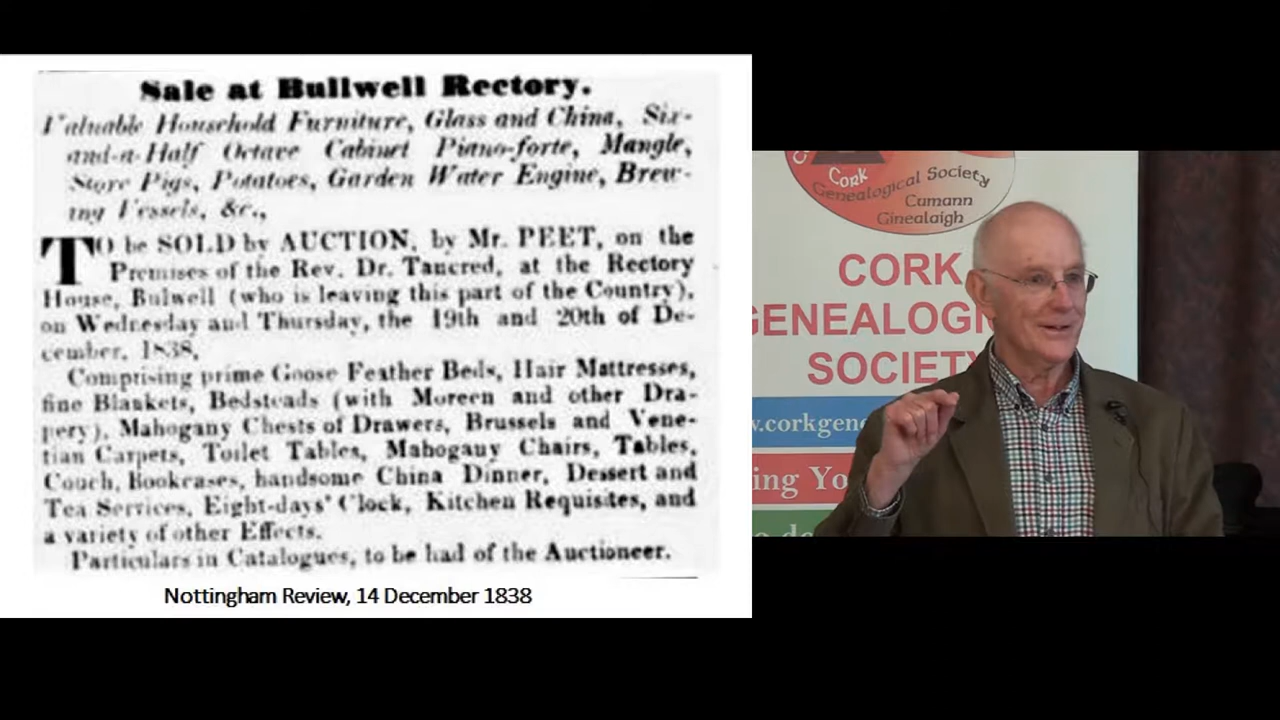 Sale at Bullwell Rectory.
Valuable Household Furniture, Glass and China, Six-
and-a-Half Octave Cabinet Piano-forte, Mangle,
Store Pigs, Potatoes, Garden Water Engine, Brew-
ing Vessels, &c.,
TO be SOLD by AUCTION, by Mr. PEET, on the
Premises of the Rev. Dr. Tancred, at the Rectory
House, Bulwell (who is leaving this part of the Country),
on Wednesday and Thursday, the 19th and 20th of De-
cember, 1838,
Comprising prime Goose Feather Beds, Hair Mattresses,
fine Blankets, Bedsteads (with Moreen and other Dra-
pery), Mahogany Chests of Drawers, Brussels and Vene-
tian Carpets, Toilet Tables, Mahogany Chairs, Tables,
Couch, Bookcases, handsome China Dinner, Dessert and
Tea Services, Eight-days' Clock, Kitchen Requisites, and
a variety of other Effects.
Particulars in Catalogues, to be had of the Auctioneer.
Nottingham Review, 14 December 1838
Cork
Genealogical Society
Cumann
Ginealaigh
CORK
GENEALOGI
SOCIETY
w.corkgene
ing Yo